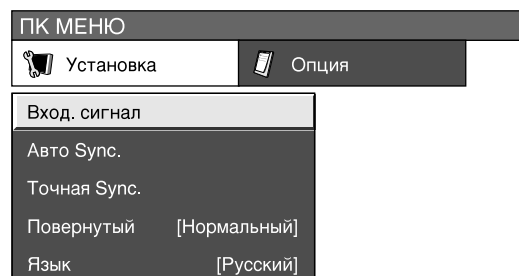 ПК МЕНЮ
Установка Опция
Вход. сигнал
Авто Sync.
Точная Sync.
Повернутый [Нормальный]
Язык [Русский]